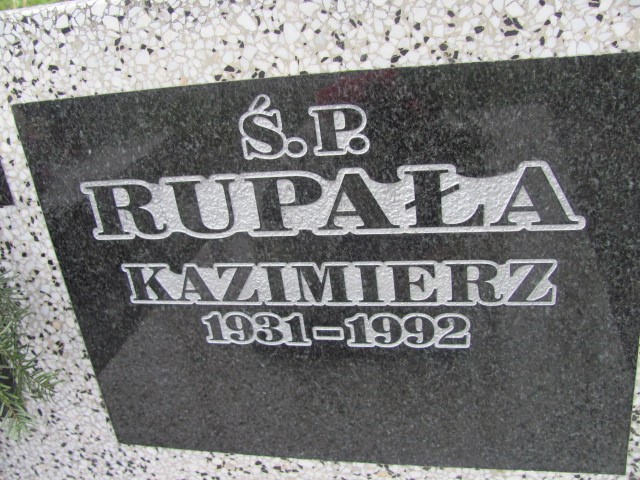 Ś.P.
RUPAŁA
KAZIMIERZ
1931-1992